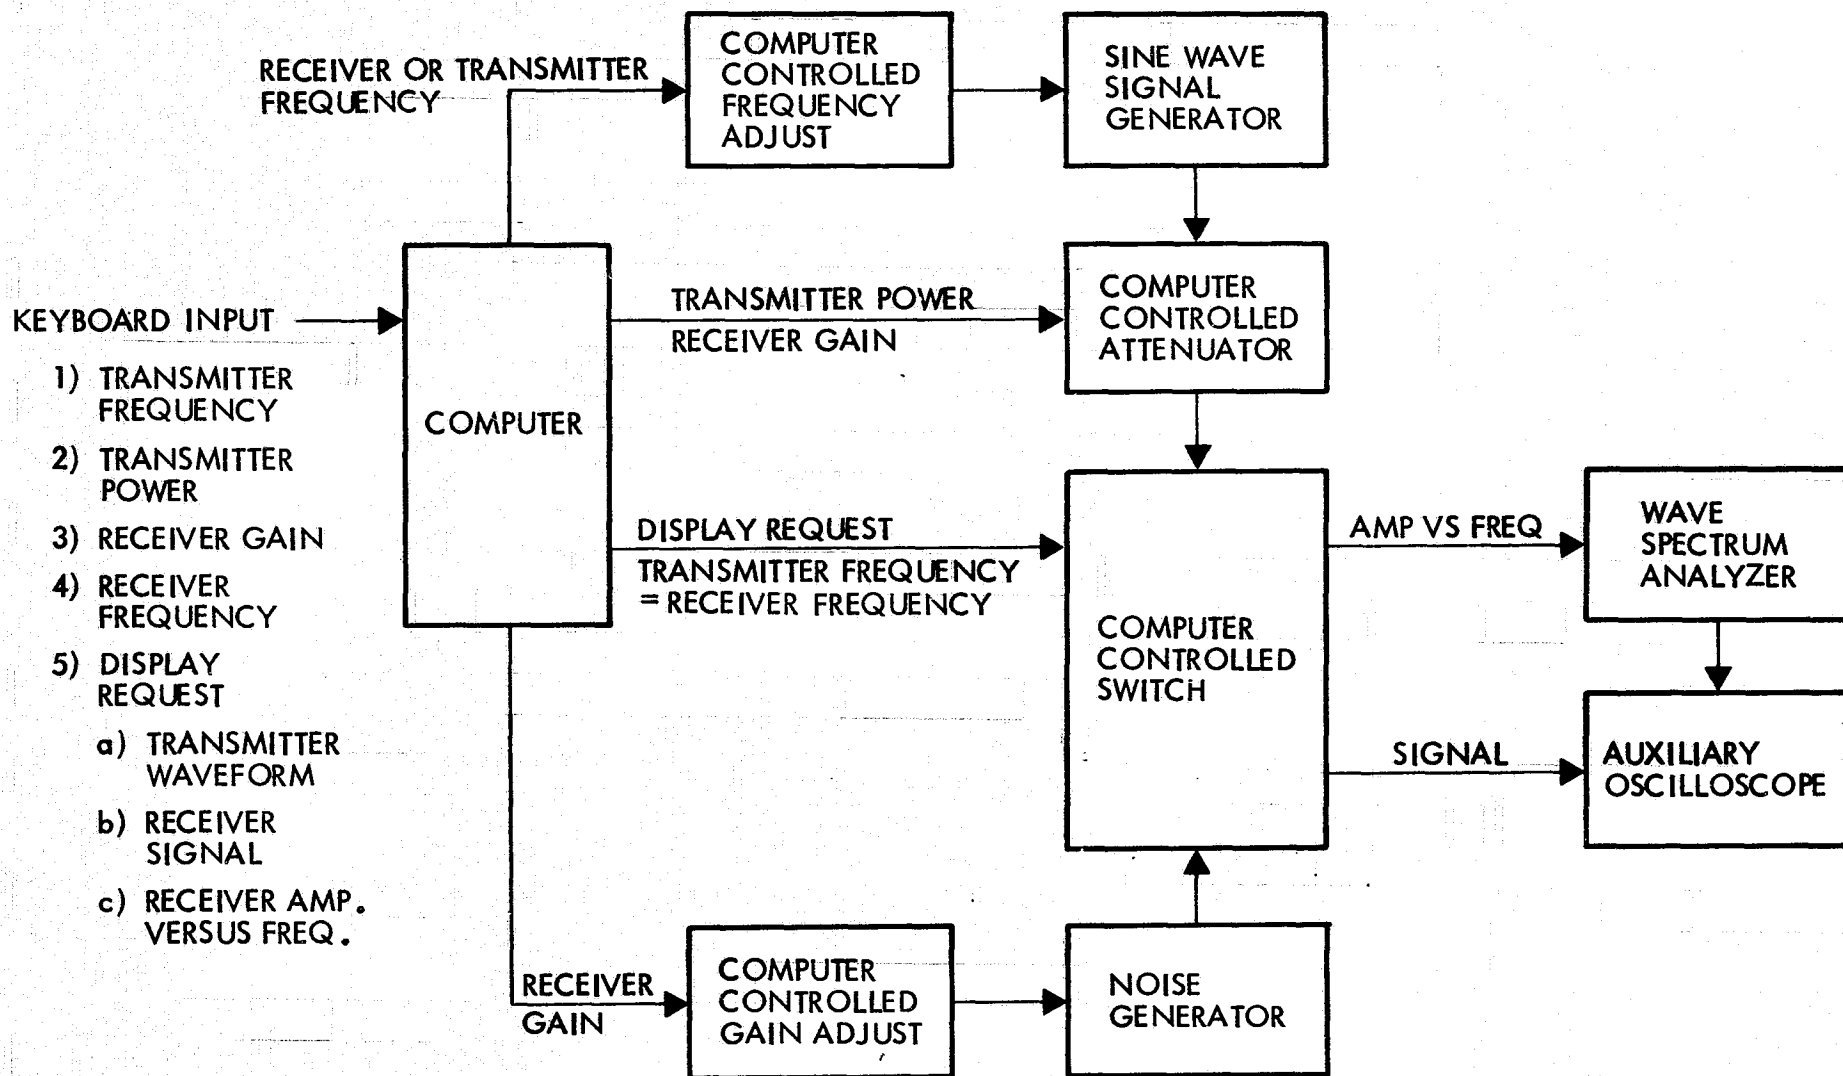 RECEIVER OR TRANSMITTER
FREQUENCY
COMPUTER
CONTROLLED
FREQUENCY
ADJUST
SINE WAVE
SIGNAL
GENERATOR
KEYBOARD INPUT
1) TRANSMITTER
FREQUENCY
2) TRANSMITTER
POWER
3) RECEIVER GAIN
4) RECEIVER
FREQUENCY
5) DISPLAY
REQUEST
a) TRANSMITTER
WAVEFORM
b) RECEIVER
SIGNAL
c) RECEIVER AMP.
VERSUS FREQ.
COMPUTER
TRANSMITTER POWER
RECEIVER GAIN
COMPUTER
CONTROLLED
ATTENUATOR
DISPLAY REQUEST
TRANSMITTER FREQUENCY
= RECEIVER FREQUENCY
COMPUTER
CONTROLLED
SWITCH
AMP VS FREQ
WAVE
SPECTRUM
ANALYZER
SIGNAL
AUXILIARY
OSCILLOSCOPE
RECEIVER
GAIN
COMPUTER
CONTROLLED
GAIN ADJUST
NOISE
GENERATOR